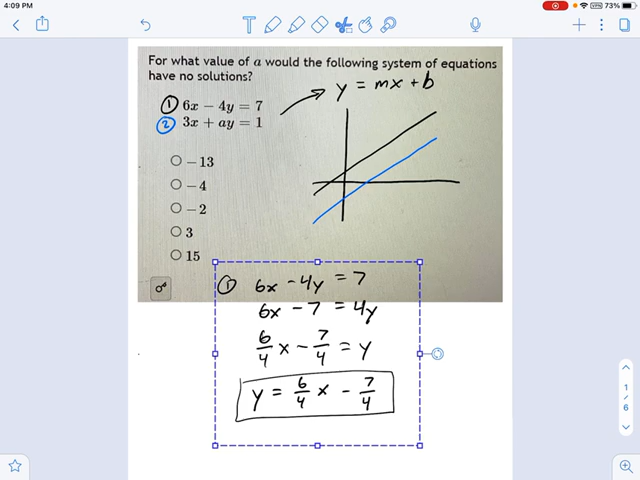 4:09 PM
VPN 73%
T
For what value of a would the following system of equations
have no solutions?
y = mx + b
① 6x − 4y = 7
② 3x + ay = 1
−13
−4
−2
3
15
① 6x − 4y = 7
6x − 7 = 4y
6/4 x − 7/4 = y
y = 6/4 x − 7/4
1
/
6